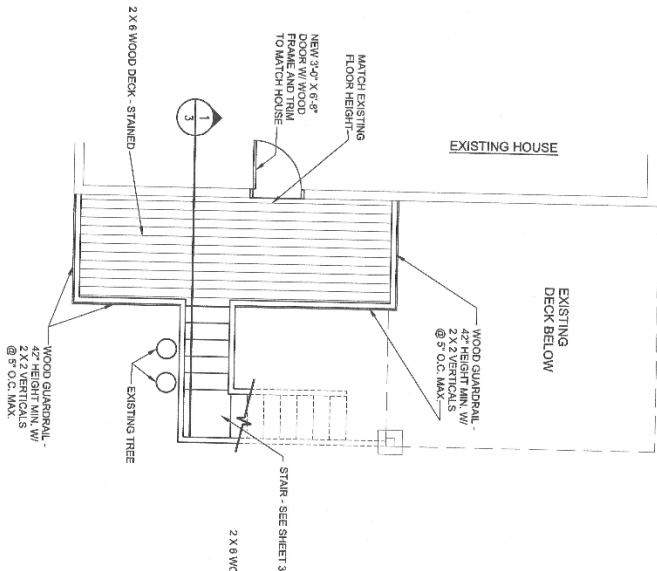 2 X 6 WOOD DECK - STAINED
1
3
NEW 3'-0" X 6'-8"
DOOR W/ WOOD
FRAME AND TRIM
TO MATCH HOUSE
MATCH EXISTING
FLOOR HEIGHT
EXISTING HOUSE
EXISTING
DECK BELOW
WOOD GUARDRAIL -
42" HEIGHT MIN. W/
2 X 2 VERTICALS
@ 5" O.C. MAX.
WOOD GUARDRAIL -
42" HEIGHT MIN. W/
2 X 2 VERTICALS
@ 5" O.C. MAX.
EXISTING TREE
STAIR - SEE SHEET 3
2 X 6 WO